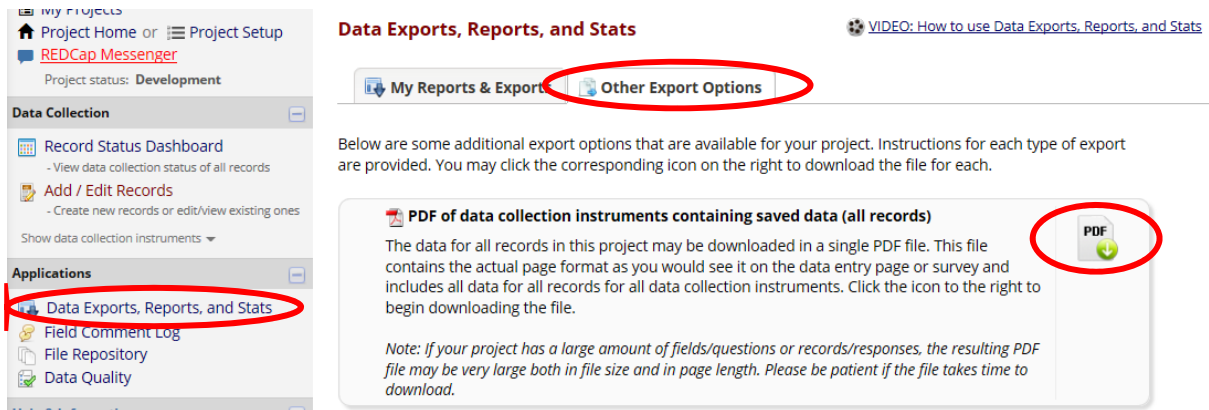 My Projects
Project Home or Project Setup
REDCap Messenger
Project status: Development
Data Collection
Record Status Dashboard
- View data collection status of all records
Add / Edit Records
- Create new records or edit/view existing ones
Show data collection instruments
Applications
Data Exports, Reports, and Stats
Field Comment Log
File Repository
Data Quality
Data Exports, Reports, and Stats
VIDEO: How to use Data Exports, Reports, and Stats
My Reports & Exports
Other Export Options
Below are some additional export options that are available for your project. Instructions for each type of export
are provided. You may click the corresponding icon on the right to download the file for each.
PDF of data collection instruments containing saved data (all records)
The data for all records in this project may be downloaded in a single PDF file. This file
contains the actual page format as you would see it on the data entry page or survey and
includes all data for all records for all data collection instruments. Click the icon to the right to
begin downloading the file.
Note: If your project has a large amount of fields/questions or records/responses, the resulting PDF
file may be very large both in file size and in page length. Please be patient if the file takes time to
download.
PDF